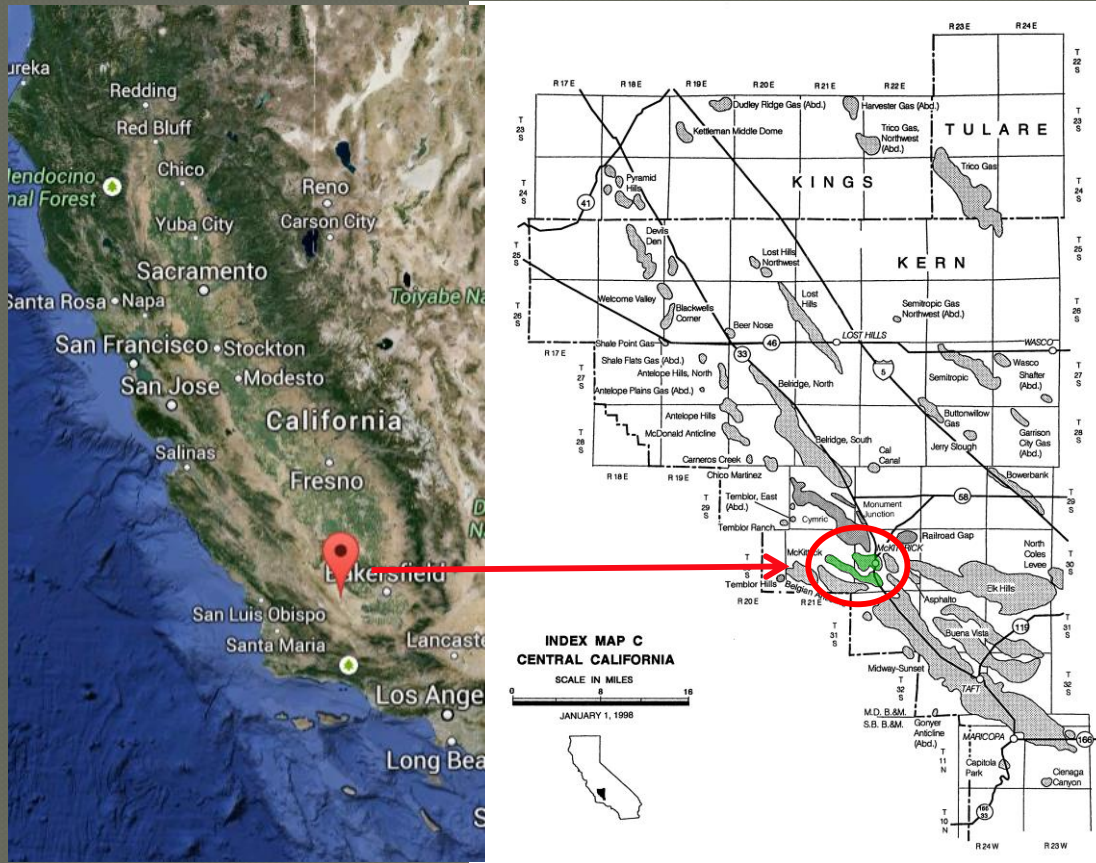 ureka
Redding
Red Bluff
Mendocino
nal Forest
Chico
Reno
Yuba City
Carson City
Sacramento
Toiyabe Na
Santa Rosa
Napa
San Francisco
Stockton
San Jose
Modesto
California
Salinas
Fresno
D
N
Bakersfield
San Luis Obispo
Santa Maria
Lancaste
Los Ange
Long Bea
S
R 23 E
R 24 E
T
22
S
R 17 E
R 18 E
R 19 E
R 20 E
R 21 E
R 22 E
Dudley Ridge Gas (Abd.)
Harvester Gas (Abd.)
T
23
S
Kettleman Middle Dome
Trico Gas,
Northwest
(Abd.)
TULARE
T
23
S
Trico Gas
Pyramid
Hills
KINGS
T
24
S
41
T
24
S
Devils
Den
T
25
S
Lost Hills
Northwest
KERN
T
25
S
Welcome Valley
Blackwells
Corner
Lost
Hills
Semitropic Gas
Northwest (Abd.)
T
26
S
Beer Nose
LOST HILLS
WASCO
Shale Point Gas
46
R 17 E
33
Shale Flats Gas (Abd.)
Antelope Hills, North
5
Wasco
Shafter
(Abd.)
T
27
S
Antelope Plains Gas (Abd.)
Belridge, North
Semitropic
T
27
S
Antelope Hills
McDonald Anticline
Buttonwillow
Gas
Garrison
City Gas
(Abd.)
T
28
S
Belridge, South
Jerry Slough
T
28
S
Carneros Creek
Cal
Canal
Chico Martinez
Bowerbank
R 18 E
R 19 E
T
29
S
Temblor, East
(Abd.)
Cymric
Monument
Junction
58
T
29
S
Temblor Ranch
Railroad Gap
McKittrick
McKITTRICK
North
Coles
Levee
T
30
S
Temblor Hills
Elk Hills
R 20 E
R 21 E
Asphalto
T
31
S
Buena Vista
119
T
31
S
INDEX MAP C
CENTRAL CALIFORNIA
SCALE IN MILES
0
8
16
JANUARY 1, 1998
Midway-Sunset
T
32
S
TAFT
T
32
S
M.D. B.&M.
S.B. B.&M.
Gonyer
Anticline
(Abd.)
MARICOPA
166
T
11
N
Capitola
Park
Cienaga
Canyon
166
33
T
10
N
R 24 W
R 23 W